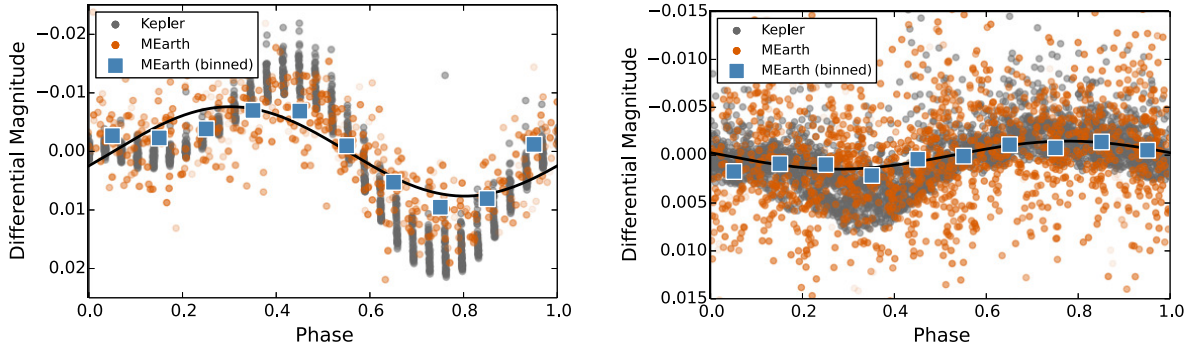 Kepler
MEarth
MEarth (binned)
Differential Magnitude
−0.02
−0.01
0.00
0.01
0.02
0.0 0.2 0.4 0.6 0.8 1.0
Phase
Kepler
MEarth
MEarth (binned)
Differential Magnitude
−0.015
−0.010
−0.005
0.000
0.005
0.010
0.015
0.0 0.2 0.4 0.6 0.8 1.0
Phase